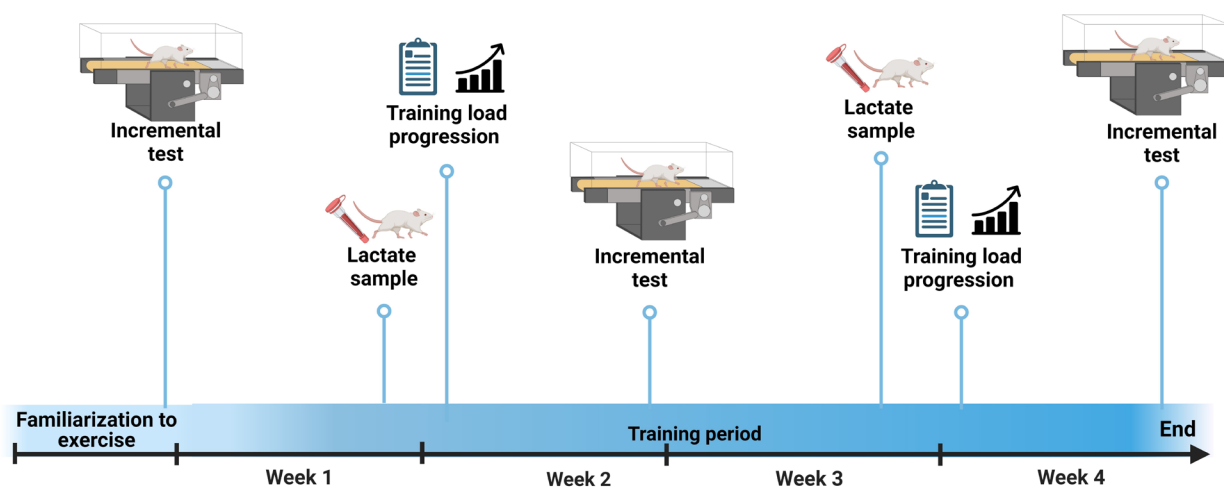 Incremental
test
Training load
progression
Lactate
sample
Incremental
test
Lactate
sample
Training load
progression
Incremental
test
Familiarization to
exercise
Training period
End
Week 1
Week 2
Week 3
Week 4